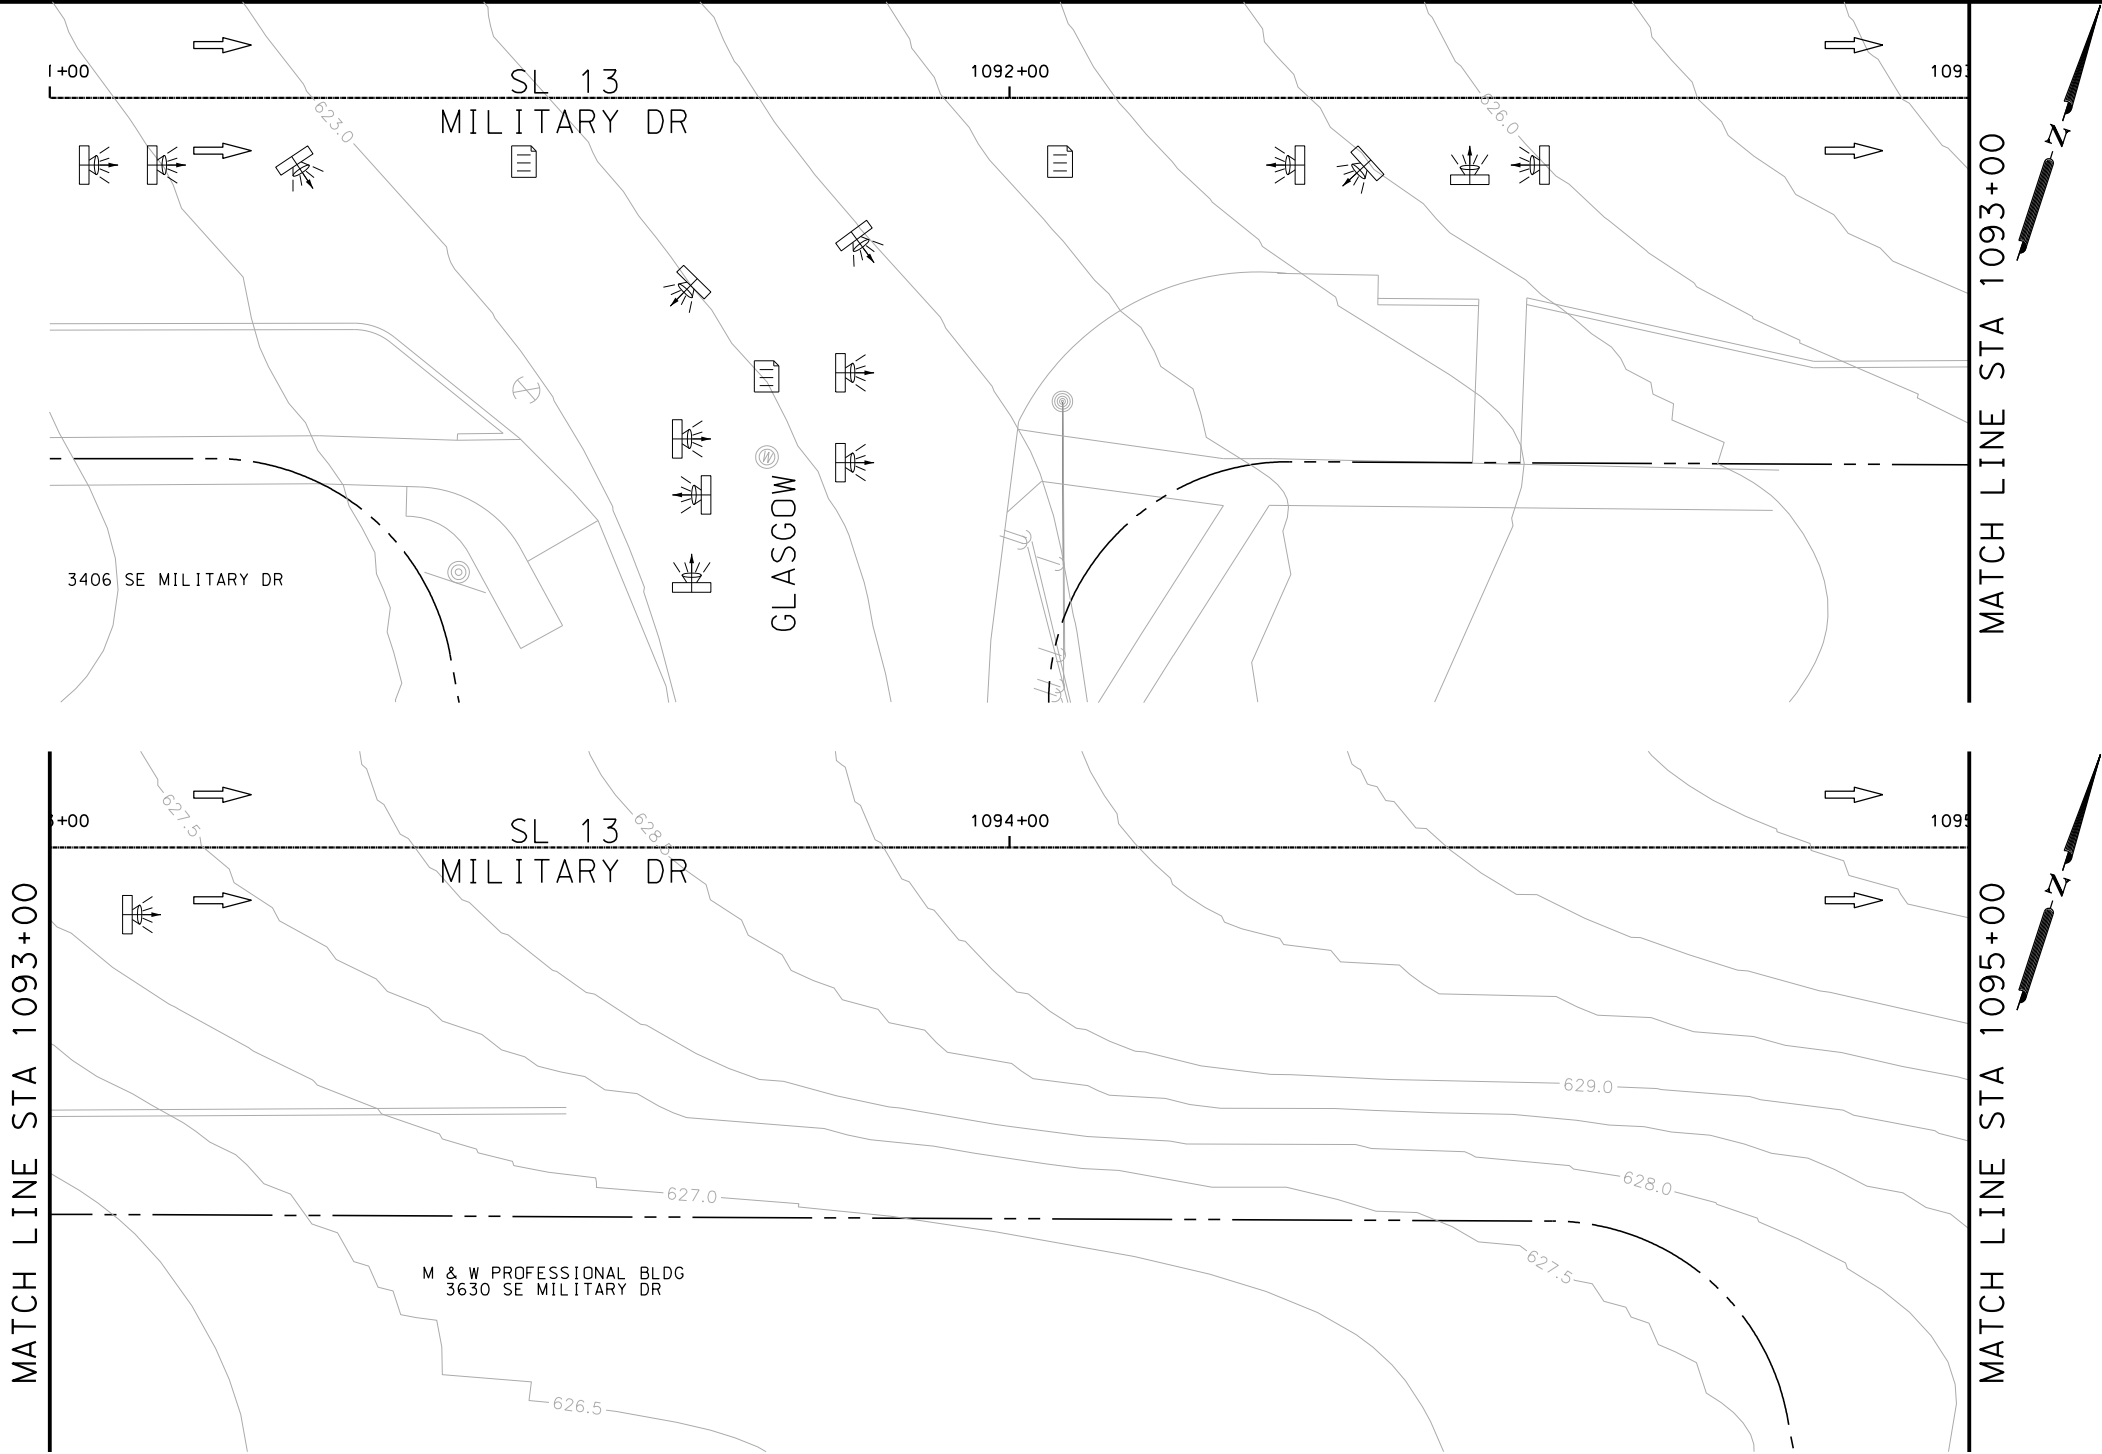 1+00
1092+00
1093
SL 13
MILITARY DR
623.0
626.0
N
W
GLASGOW
3406 SE MILITARY DR
MATCH LINE STA 1093+00
+00
1094+00
1095
SL 13
MILITARY DR
627.5
628.5
N
MATCH LINE STA 1093+00
629.0
627.0
628.0
M & W PROFESSIONAL BLDG
3630 SE MILITARY DR
627.5
626.5
MATCH LINE STA 1095+00